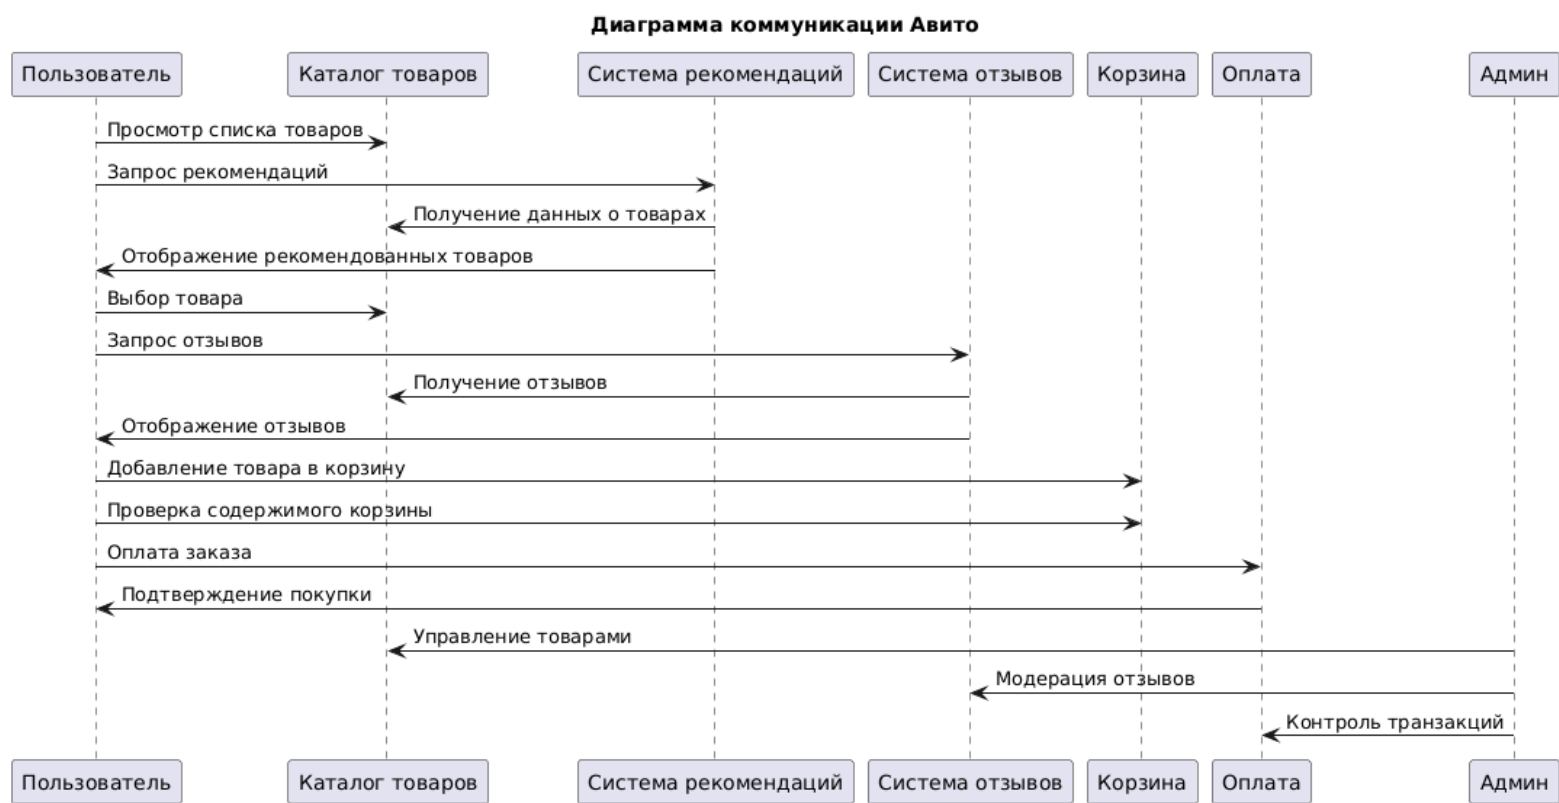 Диаграмма коммуникации Авито
Пользователь
Каталог товаров
Система рекомендаций
Система отзывов
Корзина
Оплата
Админ
Просмотр списка товаров
Запрос рекомендаций
Получение данных о товарах
Отображение рекомендованных товаров
Выбор товара
Запрос отзывов
Получение отзывов
Отображение отзывов
Добавление товара в корзину
Проверка содержимого корзины
Оплата заказа
Подтверждение покупки
Управление товарами
Модерация отзывов
Контроль транзакций
Пользователь
Каталог товаров
Система рекомендаций
Система отзывов
Корзина
Оплата
Админ